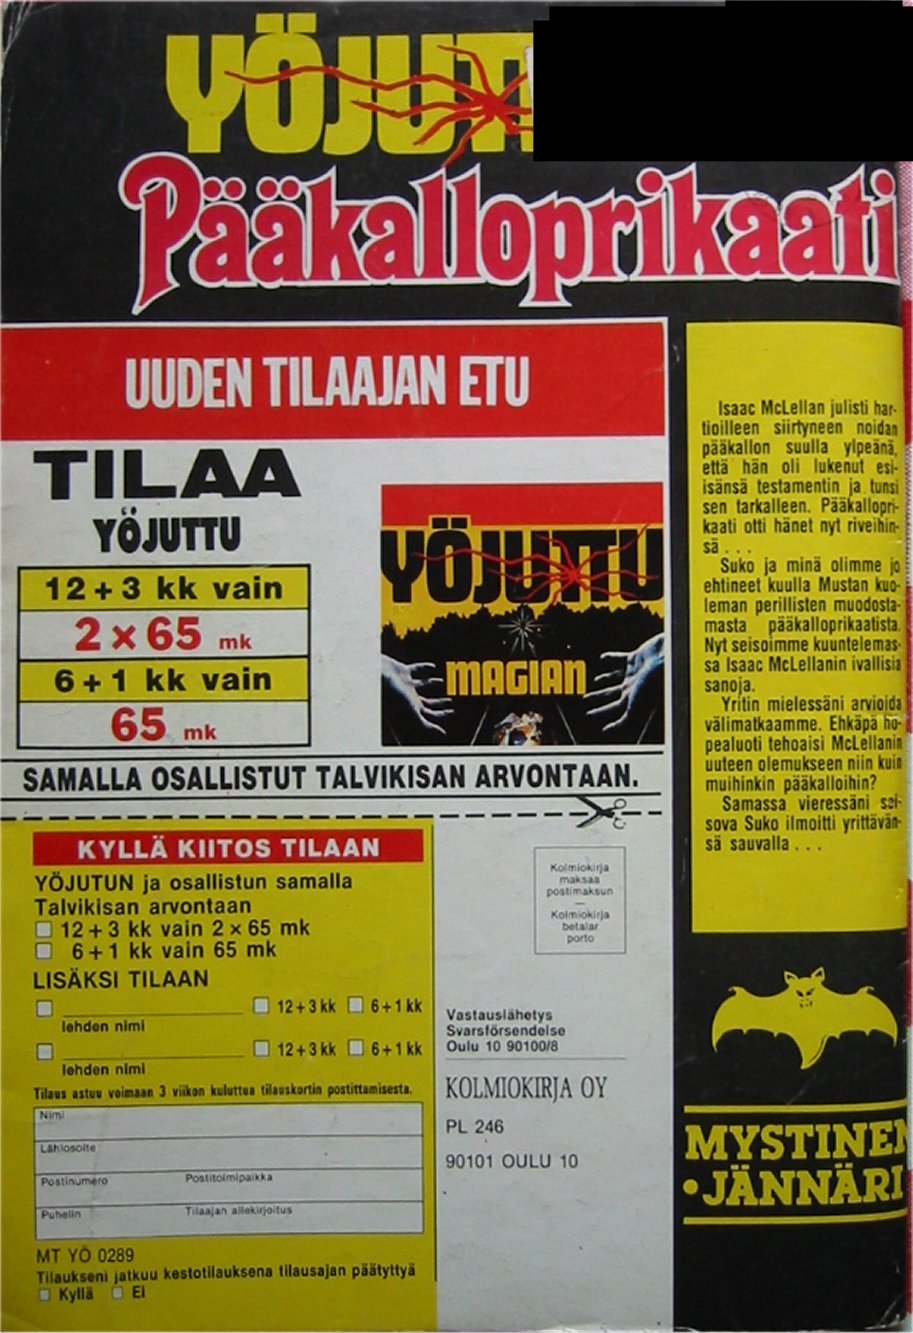 YÖJUT
Pääkalloprikaati
UUDEN TILAAJAN ETU
TILAA
YÖJUTTU
12 + 3 kk vain
2 × 65 mk
6 + 1 kk vain
65 mk
YÖJUTTU
MAGIAN
SAMALLA OSALLISTUT TALVIKISAN ARVONTAAN.
KYLLÄ KIITOS TILAAN
YÖJUTUN ja osallistun samalla
Talvikisan arvontaan
12 + 3 kk vain 2 × 65 mk
6 + 1 kk vain 65 mk
LISÄKSI TILAAN
12 + 3 kk 6 + 1 kk
lehden nimi
12 + 3 kk 6 + 1 kk
lehden nimi
Tilaus astuu voimaan 3 viikon kuluttua tilauskortin postittamisesta.
Nimi
Lähiosoite
Postinumero Postitoimipaikka
Puhelin Tilaajan allekirjoitus
MT YÖ 0289
Tilaukseni jatkuu kestotilauksena tilausajan päätyttyä
Kyllä Ei
Kolmiokirja
maksaa
postimaksun
—
Kolmiokirja
betalar
porto
Vastauslähetys
Svarsförsendelse
Oulu 10 90100/8
KOLMIOKIRJA OY
PL 246
90101 OULU 10
Isaac McLellan julisti har-
tioilleen siirtyneen noidan
pääkallon suulla ylpeänä,
että hän oli lukenut esi-
isänsä testamentin ja tunsi
sen tarkalleen. Pääkallopri-
kaati otti hänet nyt riveihin-
sä . . .
Suko ja minä olimme jo
ehtineet kuulla Mustan kuo-
leman perillisten muodosta-
masta pääkalloprikaatista.
Nyt seisoimme kuuntelemas-
sa Isaac McLellanin ivallisia
sanoja.
Yritin mielessäni arvioida
välimatkaamme. Ehkäpä ho-
pealuoti tehoaisi McLellanin
uuteen olemukseen niin kuin
muihinkin pääkalloihin?
Samassa vieressäni sei-
sova Suko ilmoitti yrittävän-
sä sauvalla . . .
MYSTINEN
•JÄNNÄRI